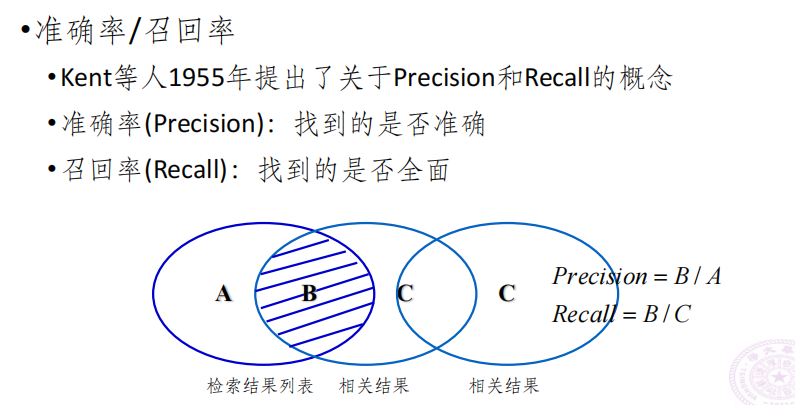 •准确率/召回率
•Kent等人1955年提出了关于Precision和Recall的概念
•准确率(Precision)：找到的是否准确
•召回率(Recall)：找到的是否全面
A B C C
Precision = B / A
Recall = B / C
检索结果列表 相关结果 相关结果